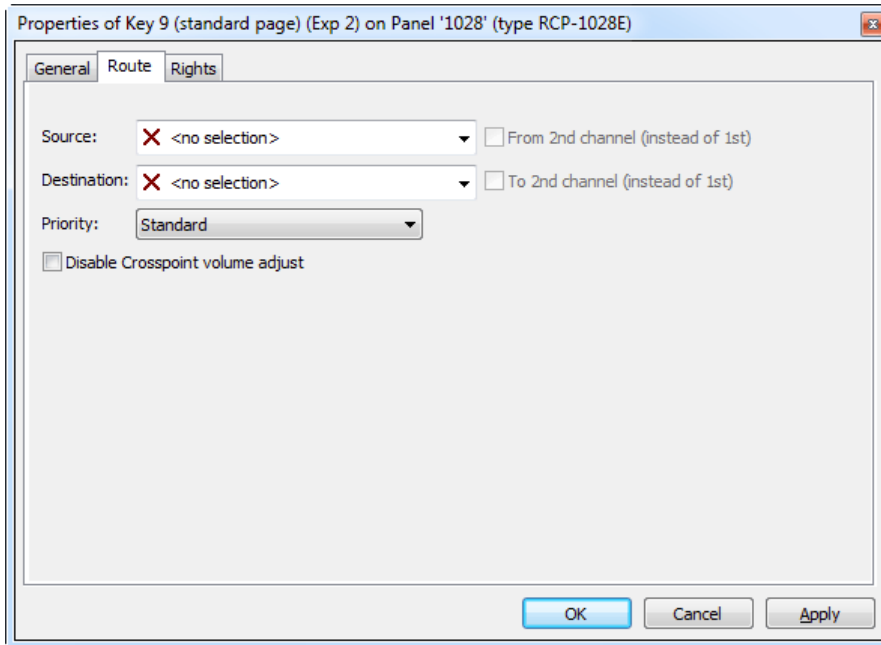 Properties of Key 9 (standard page) (Exp 2) on Panel '1028' (type RCP-1028E)
General Route Rights
Source: <no selection> From 2nd channel (instead of 1st)
Destination: <no selection> To 2nd channel (instead of 1st)
Priority: Standard
Disable Crosspoint volume adjust
OK Cancel Apply